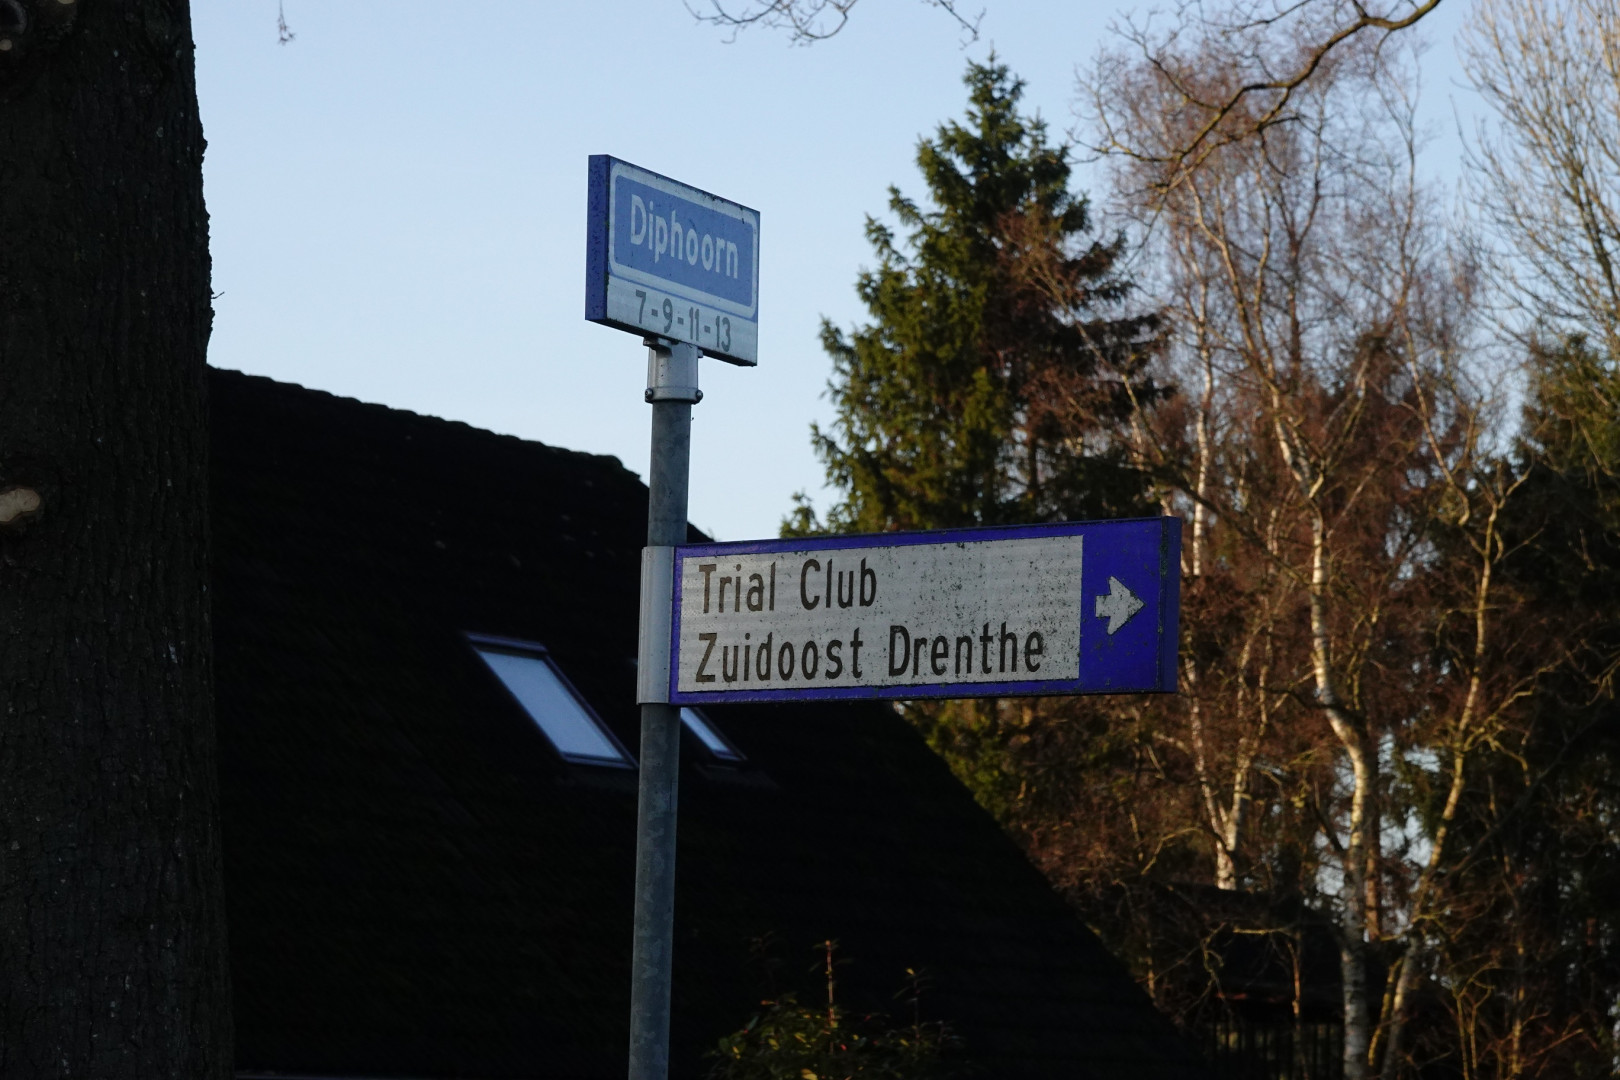 Diphoorn
7-9-11-13
Trial Club
Zuidoost Drenthe